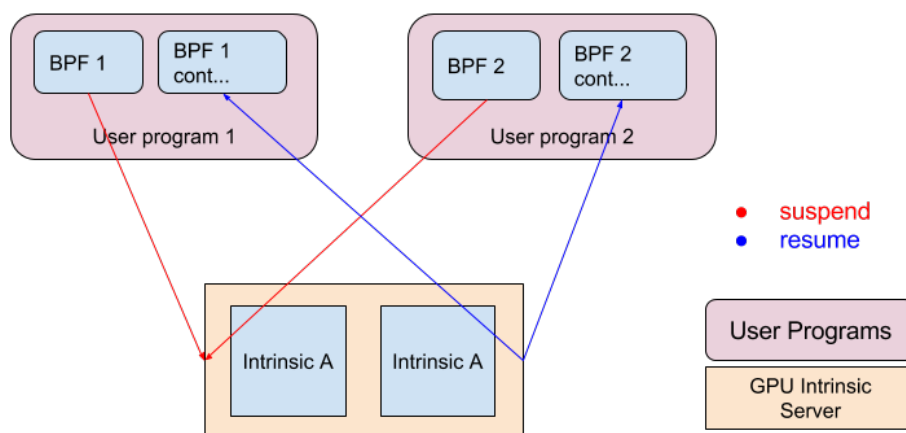 BPF 1
BPF 1
cont...
User program 1
BPF 2
BPF 2
cont...
User program 2
suspend
resume
Intrinsic A
Intrinsic A
User Programs
GPU Intrinsic
Server